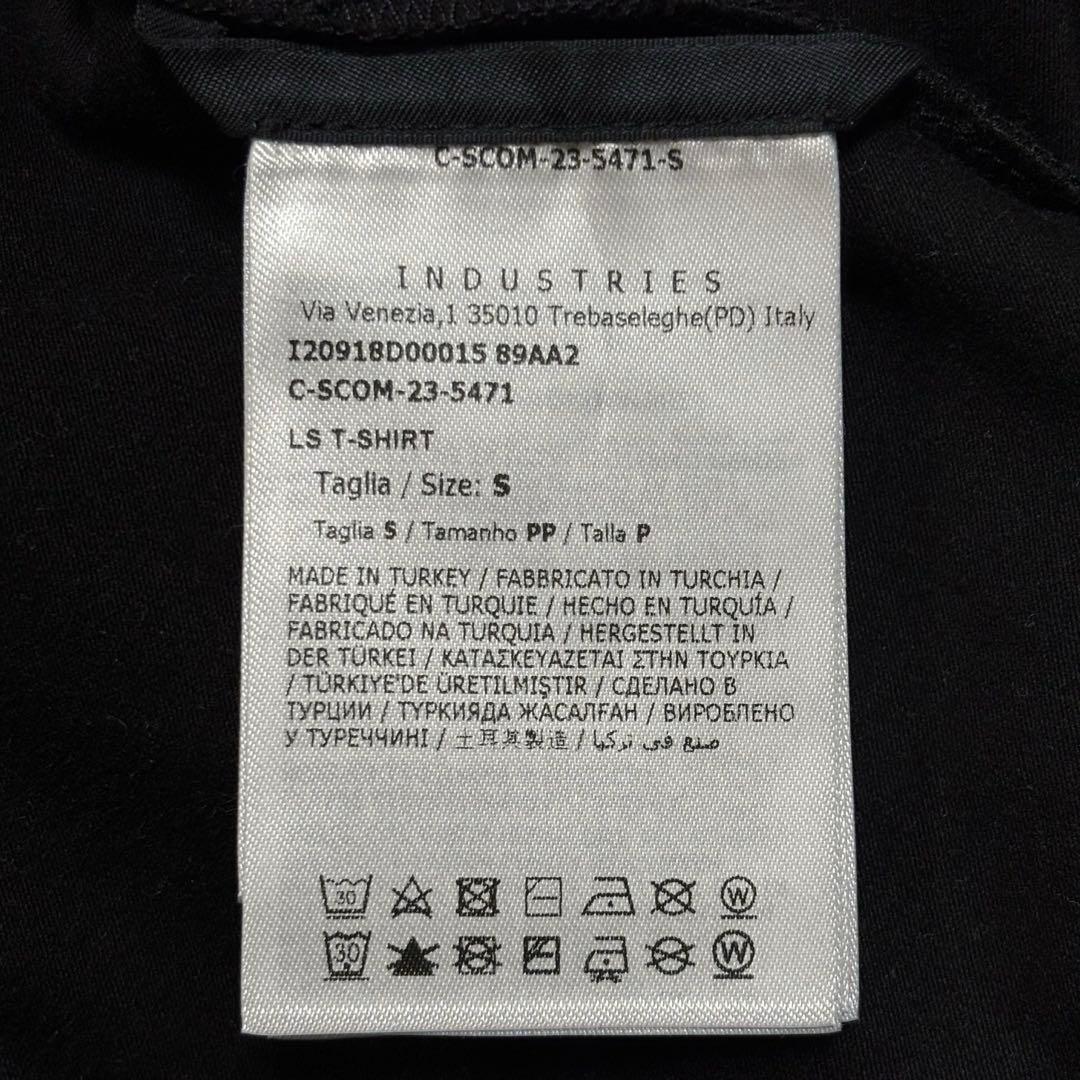 C-SCOM-23-5471-S
INDUSTRIES
Via Venezia,1 35010 Trebaseleghe(PD) Italy
I20918D00015 89AA2
C-SCOM-23-5471
LS T-SHIRT
Taglia / Size: S
Taglia S / Tamanho PP / Talla P
MADE IN TURKEY / FABBRICATO IN TURCHIA /
FABRIQUÉ EN TURQUIE / HECHO EN TURQUÍA /
FABRICADO NA TURQUIA / HERGESTELLT IN
DER TÜRKEI / ΚΑΤΑΣΚΕΥΑΖΕΤΑΙ ΣΤΗΝ ΤΟΥΡΚΙΑ
/ TÜRKIYE'DE ÜRETILMIŞTIR / СДЕЛАНО В
ТУРЦИИ / ТҮРКИЯДА ЖАСАЛҒАН / ВИРОБЛЕНО
У ТУРЕЧЧИНІ / 土耳其製造 / صنع في تركيا
30 W
30 W